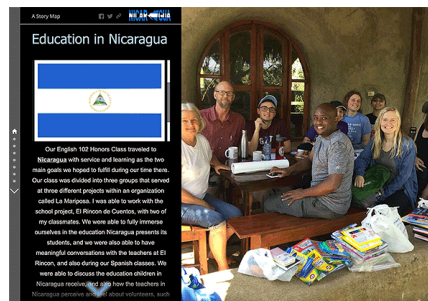 A Story Map
NICARAGUA
Education in Nicaragua
Our English 102 Honors Class traveled to
Nicaragua with service and learning as the two
main goals we hoped to fulfill during our time there.
Our class was divided into three groups that served
at three different projects within an organization
called La Mariposa. I was able to work with the
school project, El Rincon de Cuentos, with two of
my classmates. We were able to fully immerse
ourselves in the education Nicaragua presents its
students, and we were also able to have
meaningful conversations with the teachers at El
Rincon, and also during our Spanish classes. We
were able to discuss the education children in
Nicaragua receive, and also how the teachers in
Nicaragua perceive and feel about volunteers, such